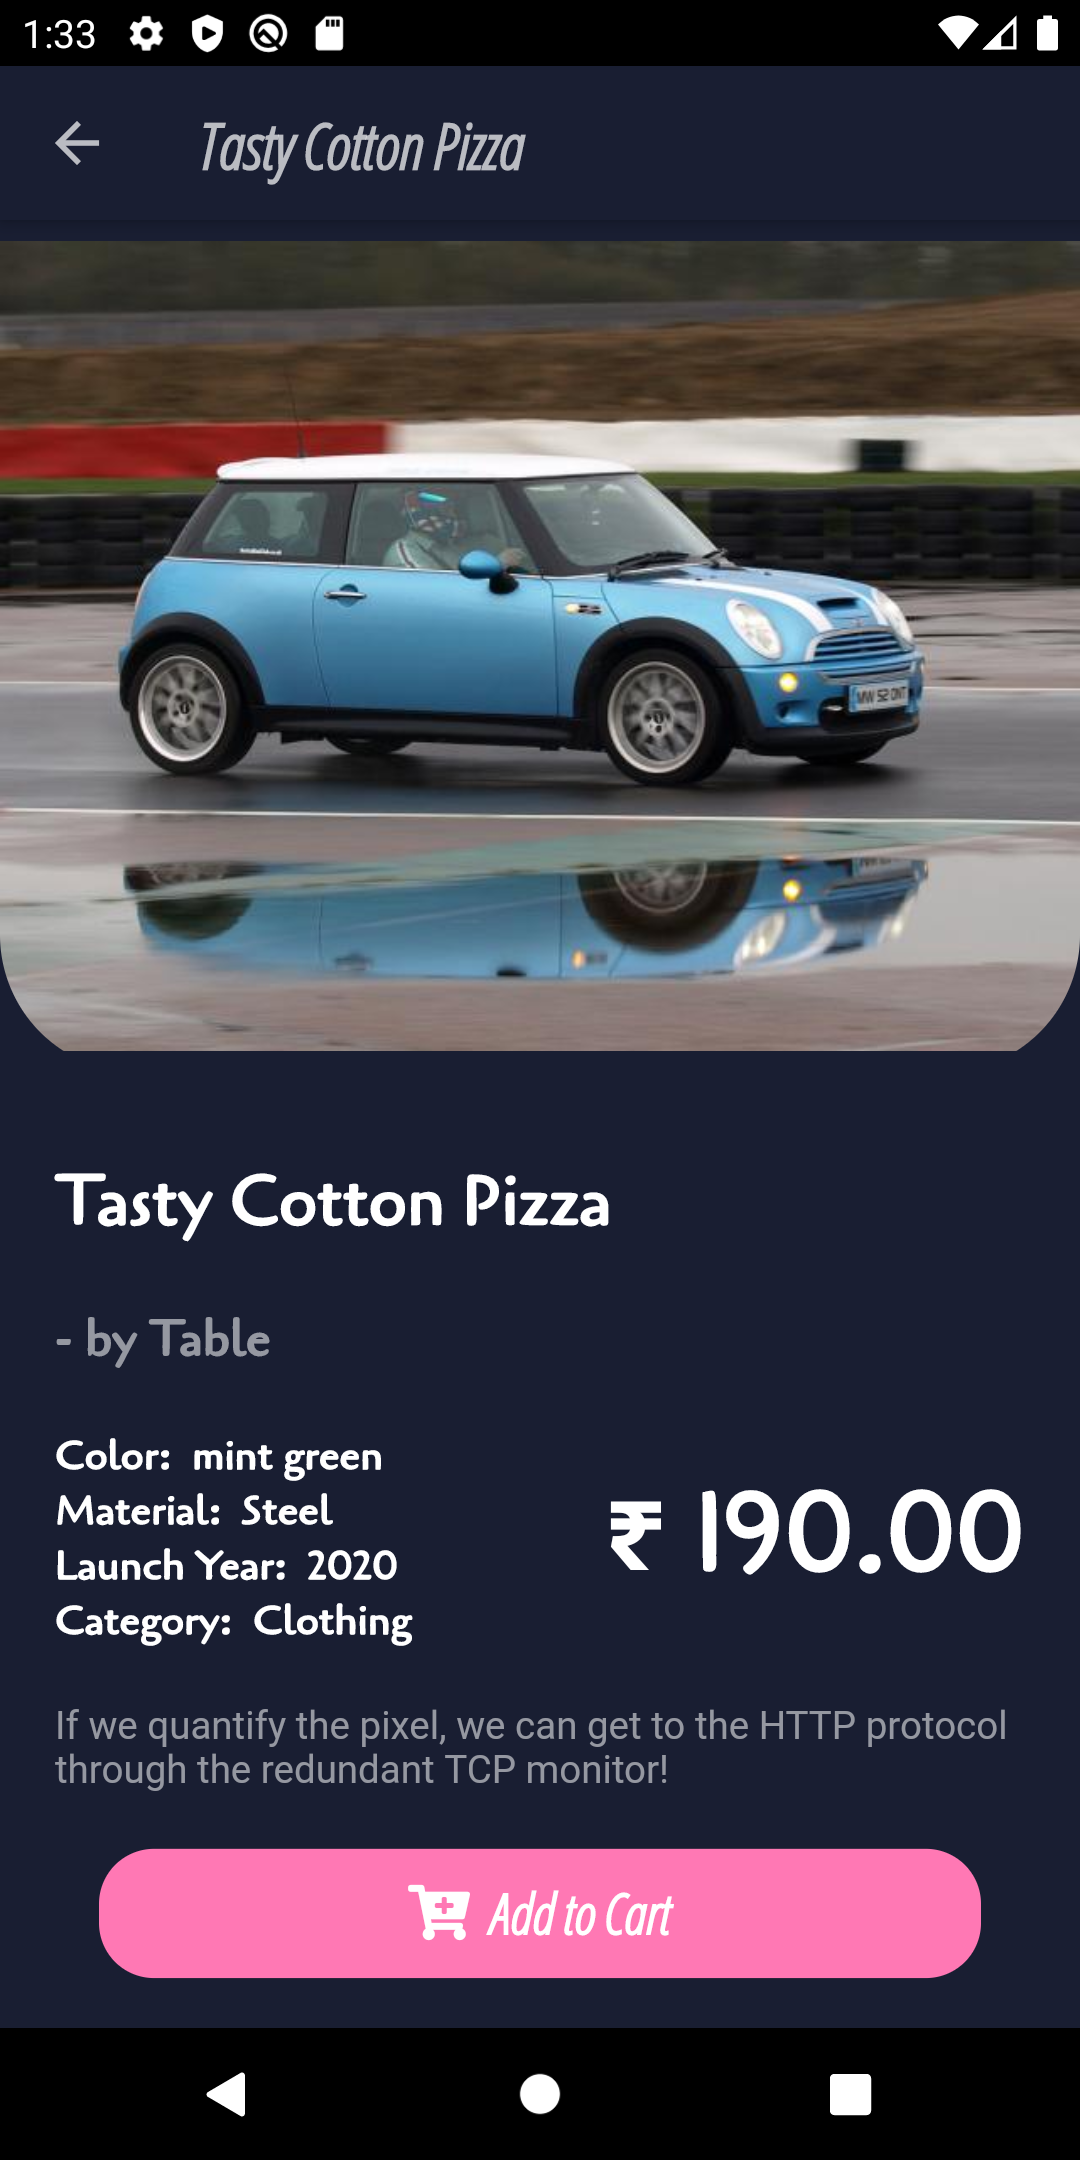 1:33
Tasty Cotton Pizza
MW 52 ONT
Tasty Cotton Pizza
- by Table
Color: mint green
Material: Steel
Launch Year: 2020
Category: Clothing
₹ 190.00
If we quantify the pixel, we can get to the HTTP protocol
through the redundant TCP monitor!
Add to Cart